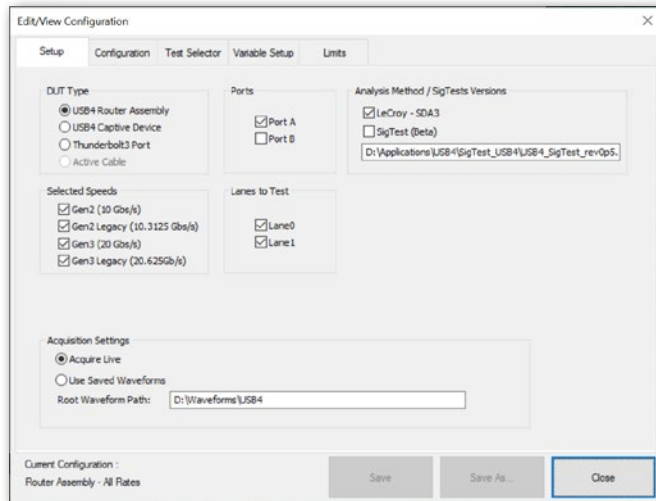 Edit/View Configuration
Setup
Configuration
Test Selector
Variable Setup
Limits
DUT Type
USB4 Router Assembly
USB4 Captive Device
Thunderbolt3 Port
Active Cable
Ports
Port A
Port B
Analysis Method / SigTests Versions
LeCroy - SDA3
SigTest (Beta)
D:\Applications\USB4\SigTest_USB4\USB4_SigTest_rev0p5.
Selected Speeds
Gen2 (10 Gbs/s)
Gen2 Legacy (10.3125 Gbs/s)
Gen3 (20 Gbs/s)
Gen3 Legacy (20.625Gb/s)
Lanes to Test
Lane0
Lane1
Acquisition Settings
Acquire Live
Use Saved Waveforms
Root Waveform Path: D:\Waveforms\USB4
Current Configuration :
Router Assembly - All Rates
Save
Save As...
Close